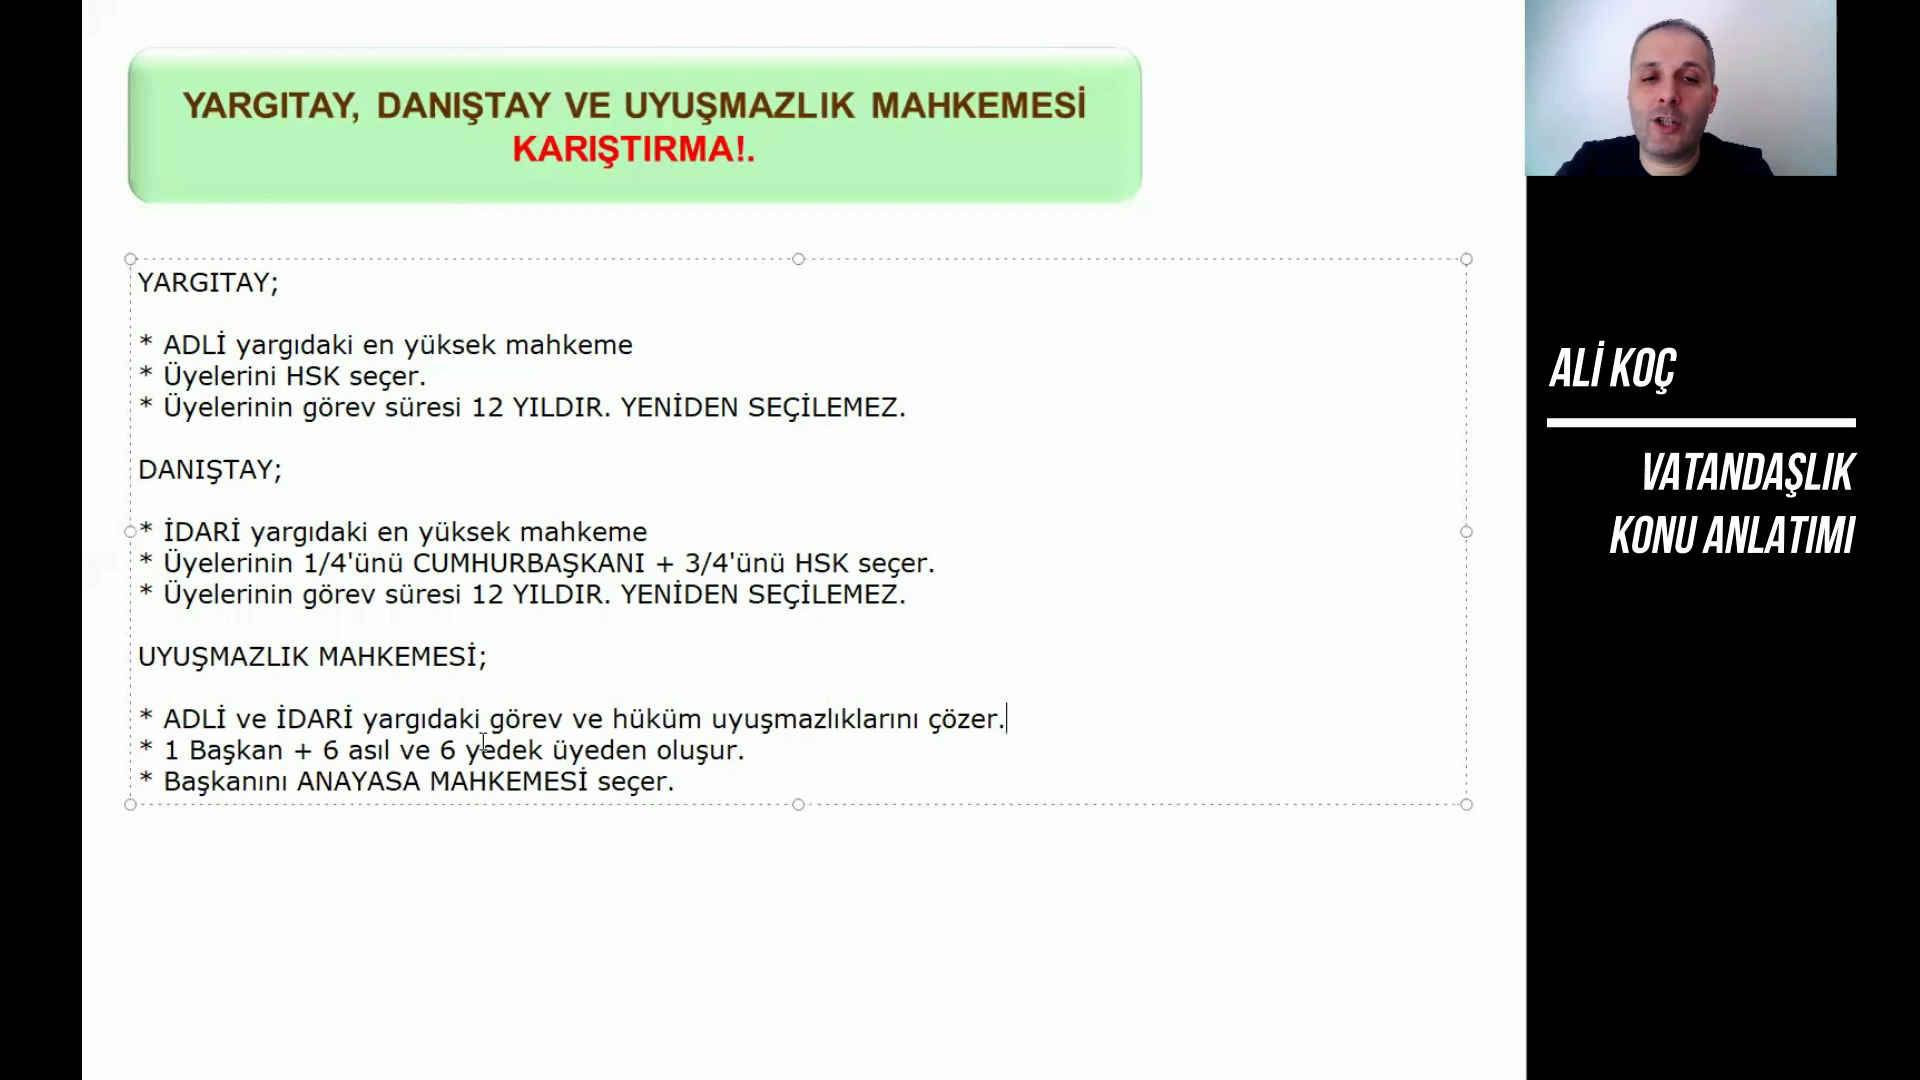 YARGITAY, DANIŞTAY VE UYUŞMAZLIK MAHKEMESİ
KARIŞTIRMA!.
YARGITAY;
* ADLİ yargıdaki en yüksek mahkeme
* Üyelerini HSK seçer.
* Üyelerinin görev süresi 12 YILDIR. YENİDEN SEÇİLEMEZ.
DANIŞTAY;
* İDARİ yargıdaki en yüksek mahkeme
* Üyelerinin 1/4'ünü CUMHURBAŞKANI + 3/4'ünü HSK seçer.
* Üyelerinin görev süresi 12 YILDIR. YENİDEN SEÇİLEMEZ.
UYUŞMAZLIK MAHKEMESİ;
* ADLİ ve İDARİ yargıdaki görev ve hüküm uyuşmazlıklarını çözer.
* 1 Başkan + 6 asıl ve 6 yedek üyeden oluşur.
* Başkanını ANAYASA MAHKEMESİ seçer.
ALİ KOÇ
VATANDAŞLIK
KONU ANLATIMI